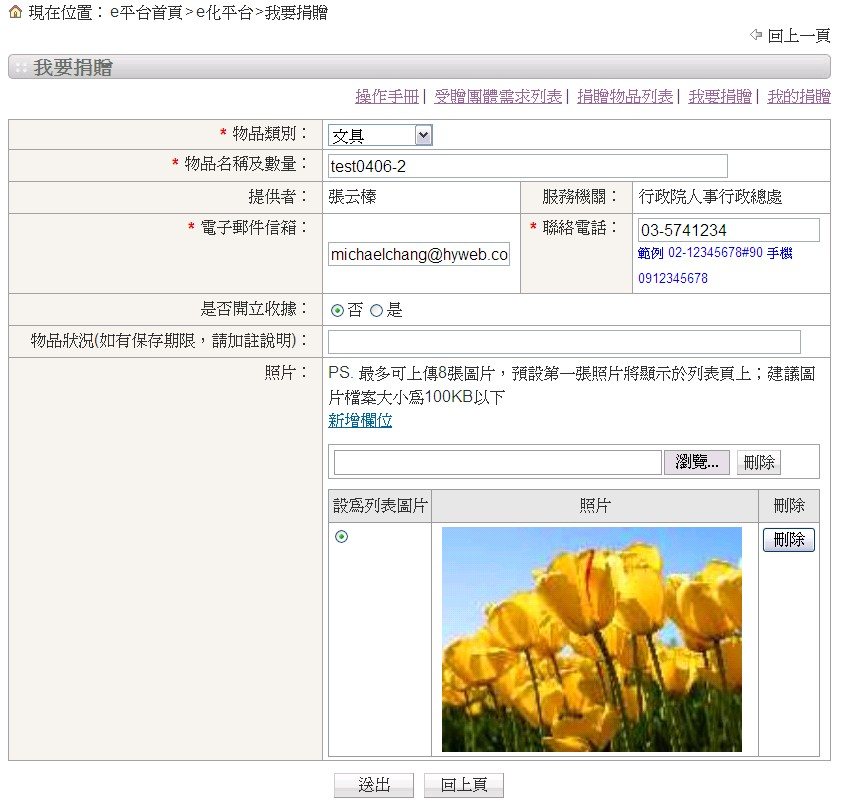 現在位置： e平台首頁>e化平台>我要捐贈
回上一頁
我要捐贈
操作手冊| 受贈團體需求列表| 捐贈物品列表| 我要捐贈| 我的捐贈
* 物品類別： 文具
* 物品名稱及數量： test0406-2
提供者： 張云榛 服務機關： 行政院人事行政總處
* 電子郵件信箱： michaelchang@hyweb.co * 聯絡電話： 03-5741234
範例 02-12345678#90 手機
0912345678
是否開立收據： 否 是
物品狀況(如有保存期限，請加註說明)：
照片： PS. 最多可上傳8張圖片，預設第一張照片將顯示於列表頁上；建議圖
片檔案大小為100KB以下
新增欄位
瀏覽... 刪除
設為列表圖片 照片 刪除
刪除
送出 回上頁